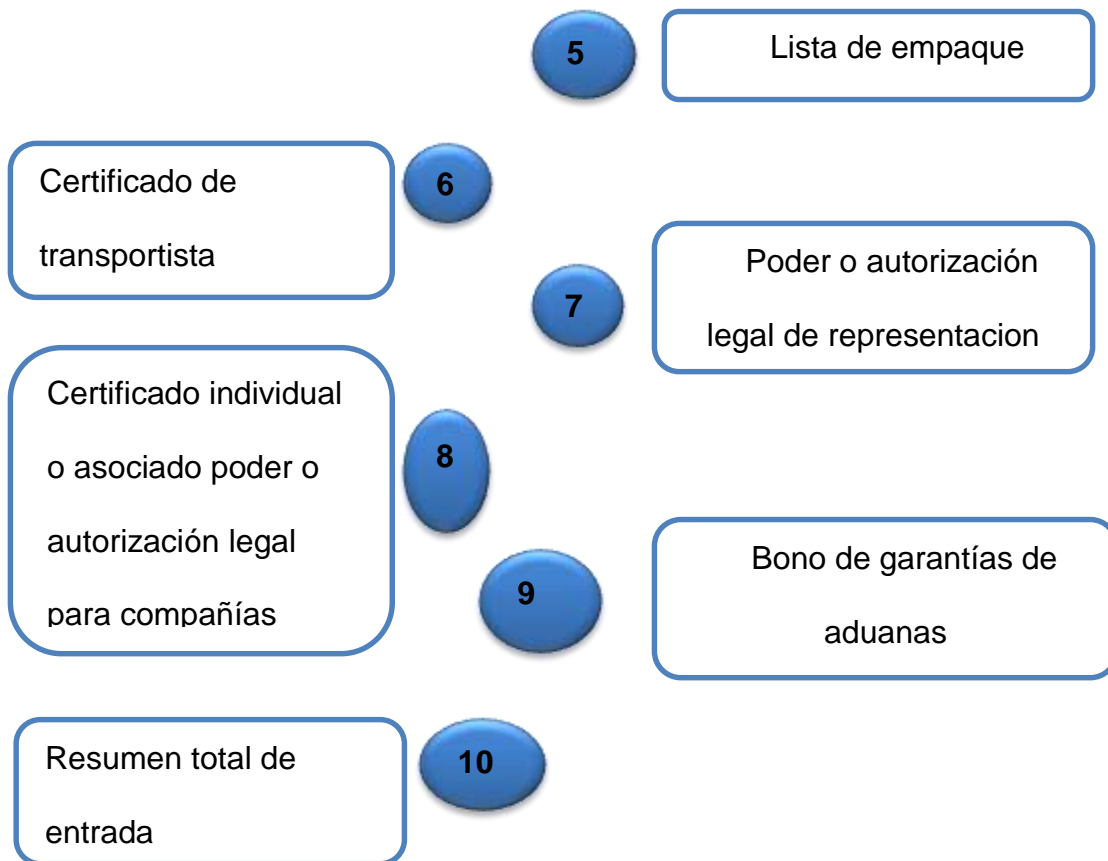 5
Lista de empaque
6
Certificado de
transportista
7
Poder o autorización
legal de representacion
8
Certificado individual
o asociado poder o
autorización legal
para compañías
9
Bono de garantías de
aduanas
10
Resumen total de
entrada